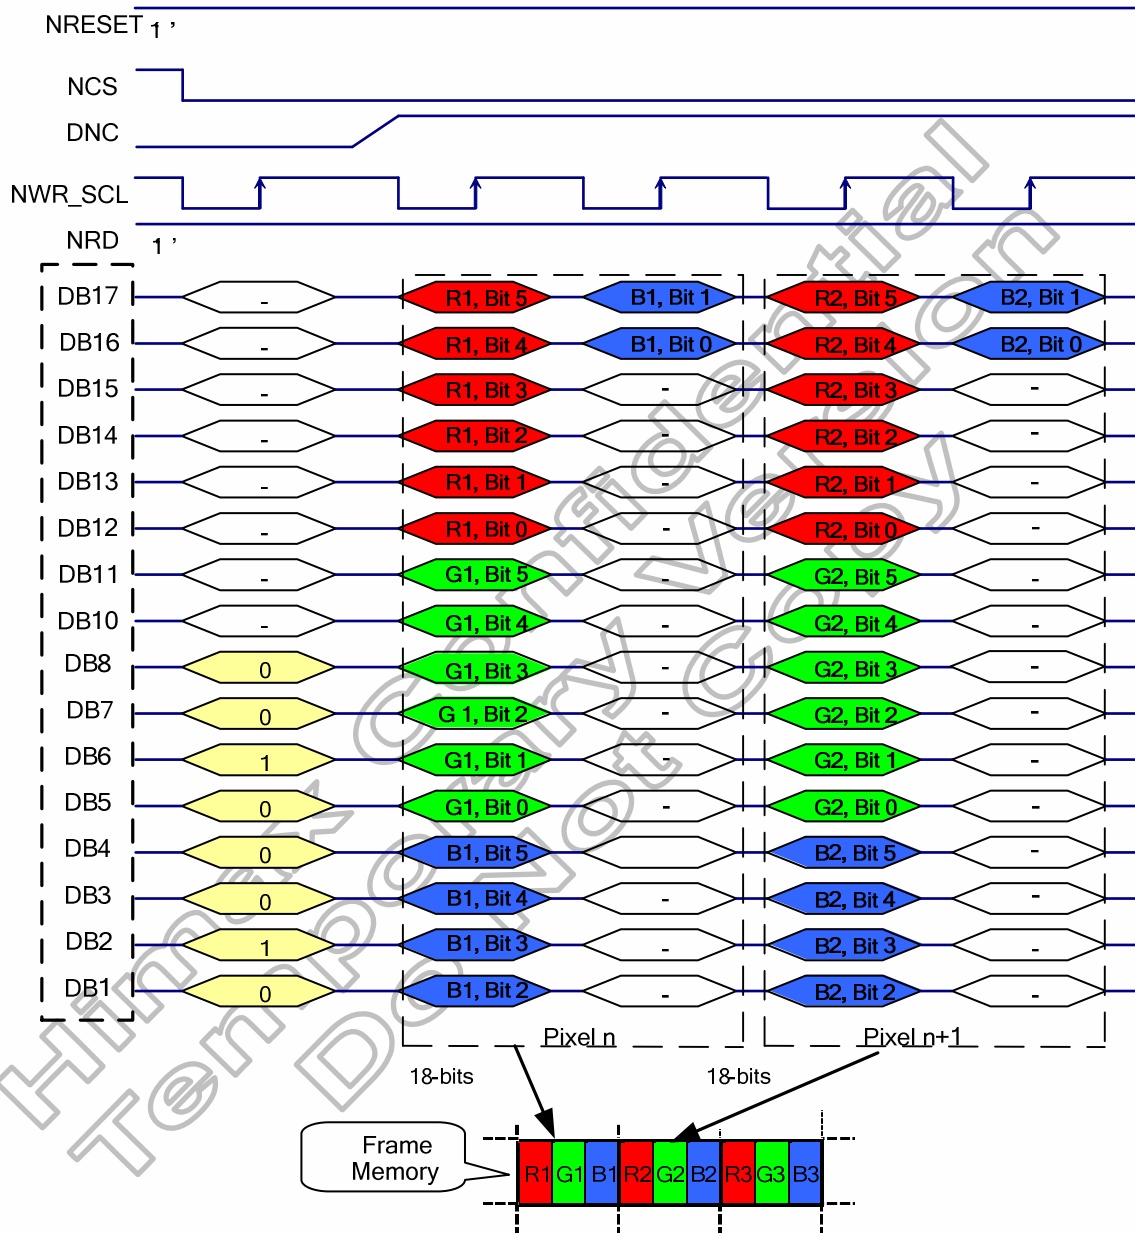 NRESET 1 '
NCS
DNC
NWR_SCL
NRD 1 '
DB17 - R1, Bit 5 B1, Bit 1 R2, Bit 5 B2, Bit 1
DB16 - R1, Bit 4 B1, Bit 0 R2, Bit 4 B2, Bit 0
DB15 - R1, Bit 3 - R2, Bit 3 -
DB14 - R1, Bit 2 - R2, Bit 2 -
DB13 - R1, Bit 1 - R2, Bit 1 -
DB12 - R1, Bit 0 - R2, Bit 0 -
DB11 - G1, Bit 5 - G2, Bit 5 -
DB10 - G1, Bit 4 - G2, Bit 4 -
DB8 0 G1, Bit 3 - G2, Bit 3 -
DB7 0 G 1, Bit 2 - G2, Bit 2 -
DB6 1 G1, Bit 1 - G2, Bit 1 -
DB5 0 G1, Bit 0 - G2, Bit 0 -
DB4 0 B1, Bit 5 B2, Bit 5 -
DB3 0 B1, Bit 4 - B2, Bit 4 -
DB2 1 B1, Bit 3 - B2, Bit 3 -
DB1 0 B1, Bit 2 - B2, Bit 2 -
Pixel n Pixel n+1
18-bits 18-bits
Frame
Memory
R1 G1 B1 R2 G2 B2 R3 G3 B3
Himax Confidential
Temporary Version
Do Not Copy